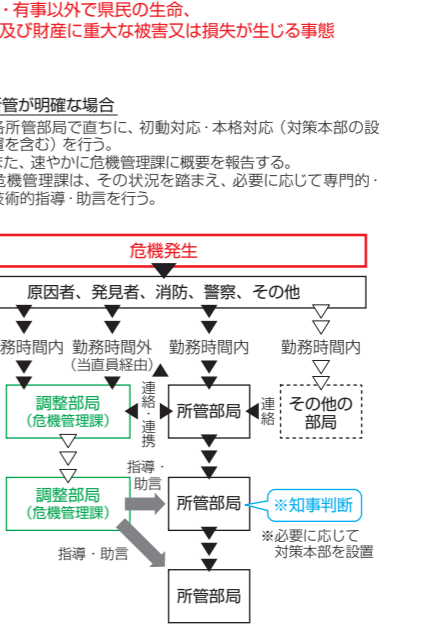 ・有事以外で県民の生命、
及び財産に重大な被害又は損失が生じる事態
管が明確な場合
各所管部局で直ちに、初動対応・本格対応（対策本部の設
置を含む）を行う。
また、速やかに危機管理課に概要を報告する。
危機管理課は、その状況を踏まえ、必要に応じて専門的・
技術的指導・助言を行う。
危機発生
原因者、発見者、消防、警察、その他
務時間内 勤務時間外 勤務時間内 勤務時間内
（当直員経由）
調整部局
（危機管理課）
連絡・連携
所管部局
連絡
その他の
部局
指導・
助言
調整部局
（危機管理課）
所管部局
※知事判断
※必要に応じて
対策本部を設置
指導・助言
所管部局